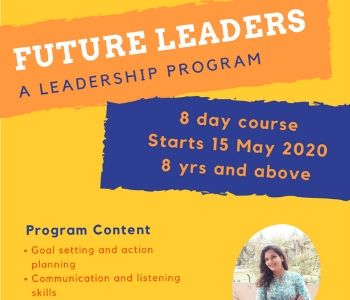 FUTURE LEADERS
A LEADERSHIP PROGRAM
8 day course
Starts 15 May 2020
8 yrs and above
Program Content
• Goal setting and action
planning
• Communication and listening
skills